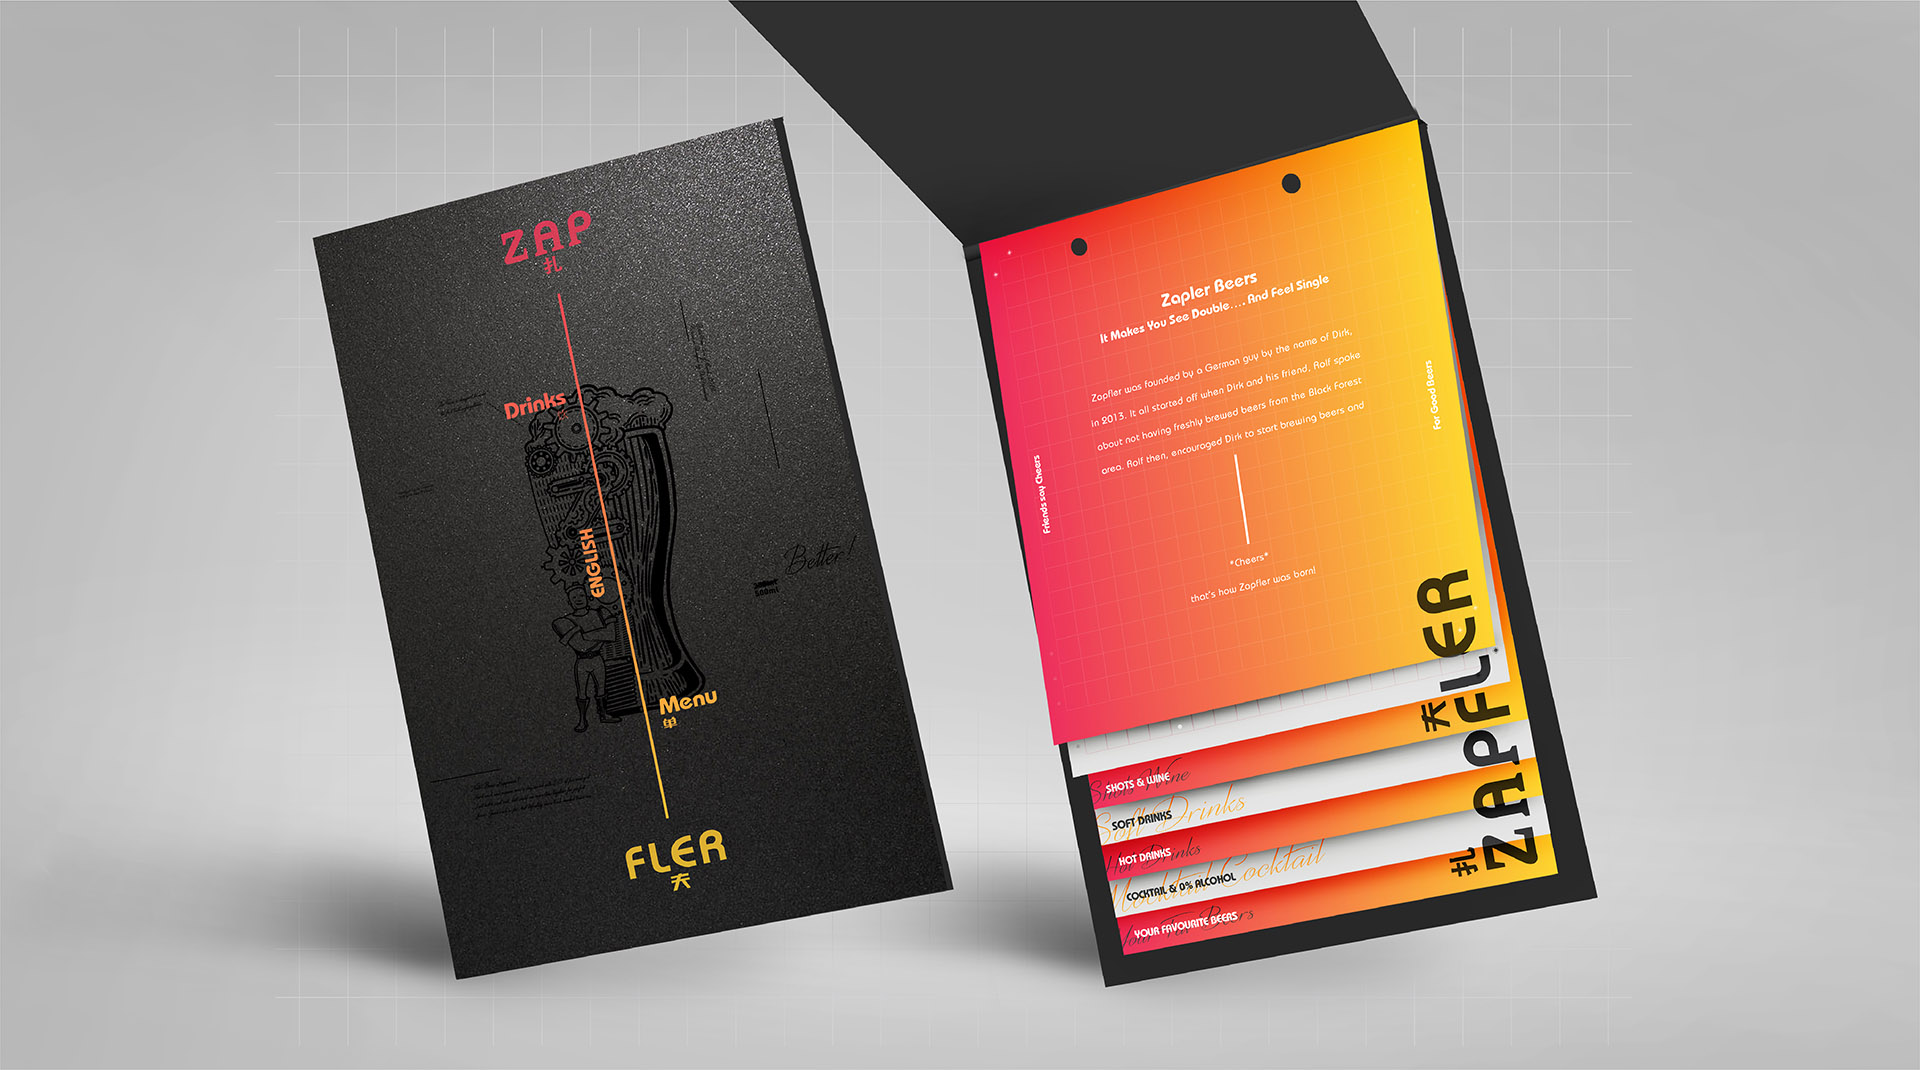 ZAP
扎
Drinks
ENGLISH
Better!
500ml
Menu
单
FLER
夫
Zapler Beers
It Makes You See Double.... And Feel Single
Zapfler was founded by a German guy by the name of Dirk,
in 2013. It all started off when Dirk and his friend. Rolf spoke
about not having freshly brewed beers from the Black Forest
area. Rolf then, encouraged Dirk to start brewing beers and
*Cheers*
that's how Zapfler was born!
Friends say Cheers
For Good Beers
ZAPFLER
扎 夫
SHOTS & WINE
Shots Wine
SOFT DRINKS
Soft Drinks
HOT DRINKS
Hot Drinks
COCKTAIL & 0% ALCOHOL
Mocktail Cocktail
YOUR FAVOURITE BEERS
Your Fav Beers